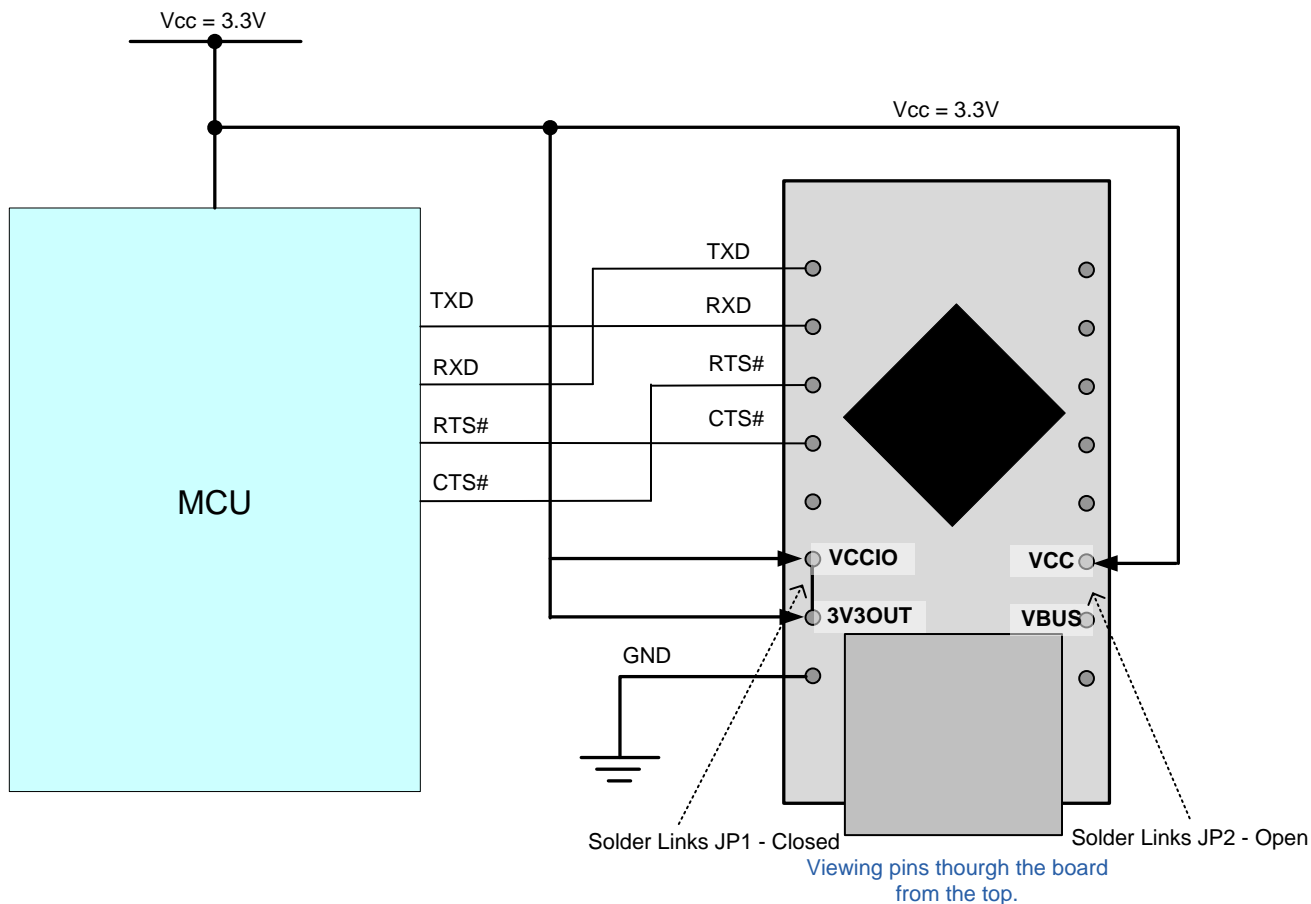 Vcc = 3.3V
Vcc = 3.3V
TXD
TXD
RXD
RXD
RTS#
RTS#
CTS#
CTS#
MCU
VCCIO
VCC
3V3OUT
VBUS
GND
Solder Links JP1 - Closed
Solder Links JP2 - Open
Viewing pins thourgh the board
from the top.